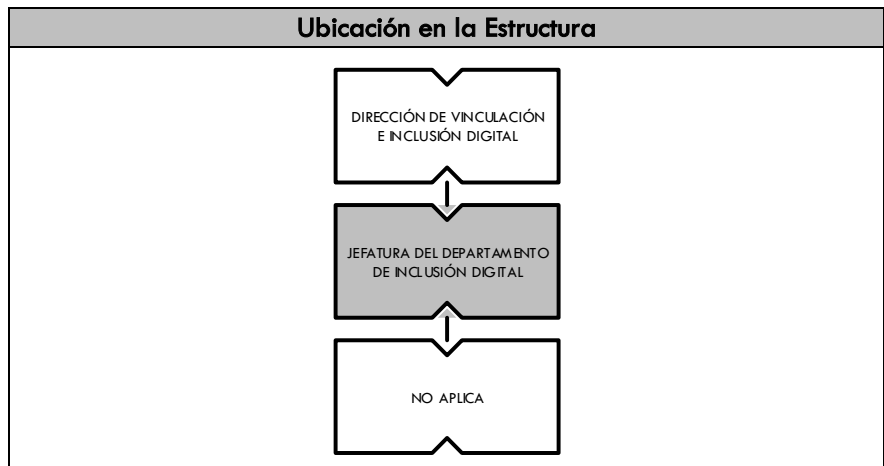 Ubicación en la Estructura
DIRECCIÓN DE VINCULACIÓN
E INCLUSIÓN DIGITAL
JEFATURA DEL DEPARTAMENTO
DE INCLUSIÓN DIGITAL
NO APLICA